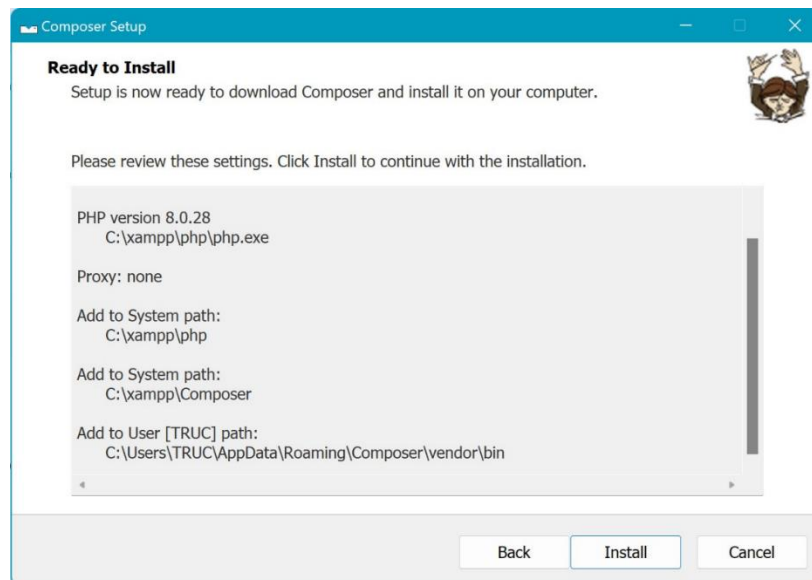 Composer Setup
Ready to Install
Setup is now ready to download Composer and install it on your computer.
Please review these settings. Click Install to continue with the installation.
PHP version 8.0.28
C:\xampp\php\php.exe
Proxy: none
Add to System path:
C:\xampp\php
Add to System path:
C:\xampp\Composer
Add to User [TRUC] path:
C:\Users\TRUC\AppData\Roaming\Composer\vendor\bin
Back Install Cancel